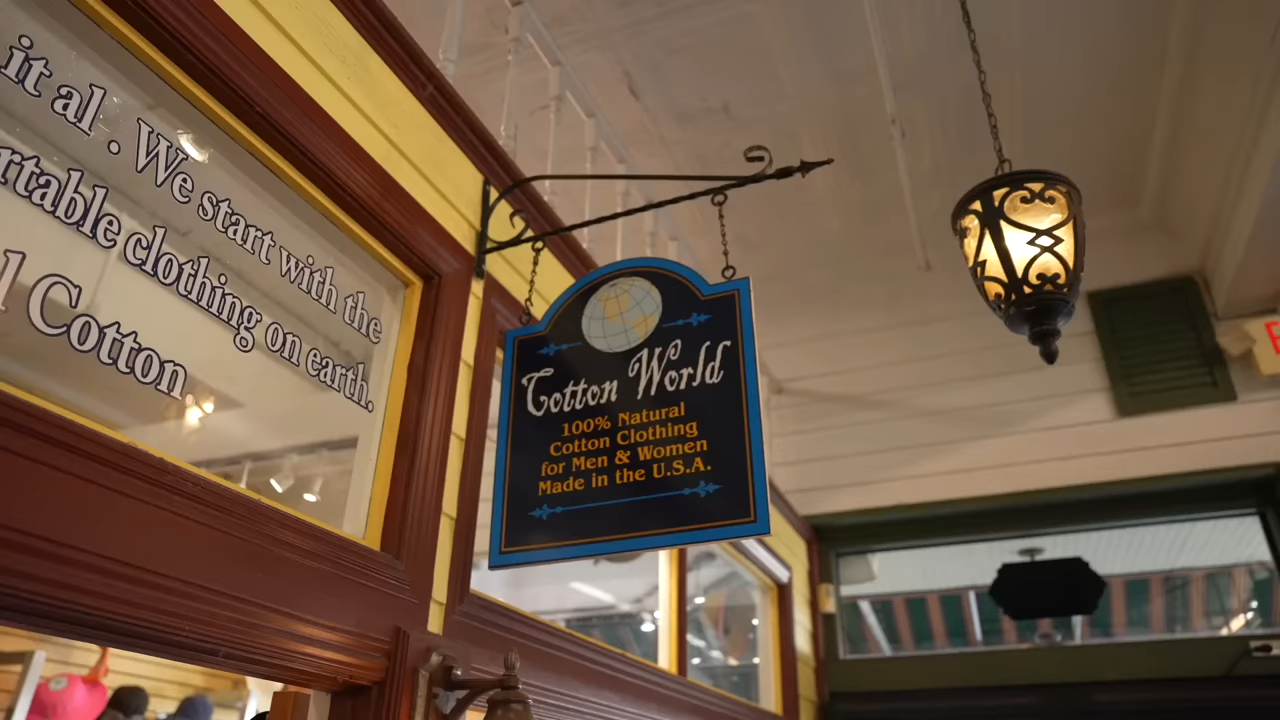 it al . We start with the
rtable clothing on earth.
l Cotton
Cotton World
100% Natural
Cotton Clothing
for Men & Women
Made in the U.S.A.